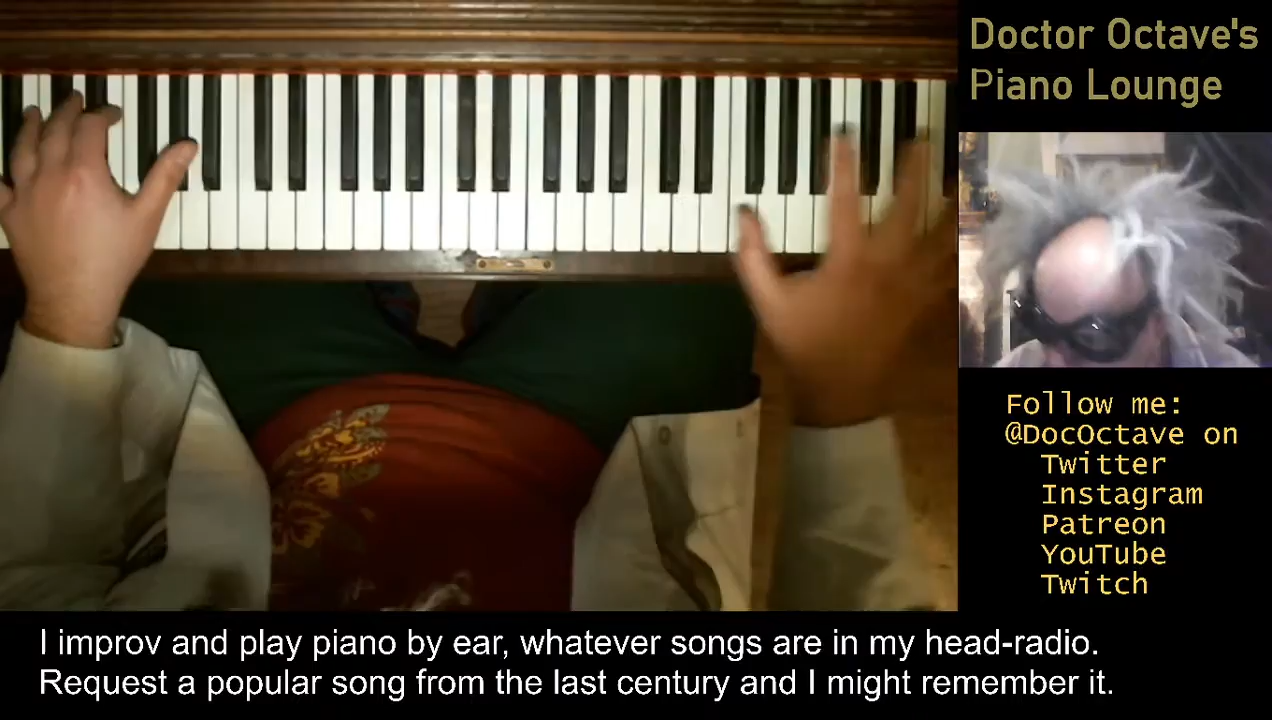 Doctor Octave's
Piano Lounge
Follow me:
@DocOctave on
Twitter
Instagram
Patreon
YouTube
Twitch
I improv and play piano by ear, whatever songs are in my head-radio.
Request a popular song from the last century and I might remember it.